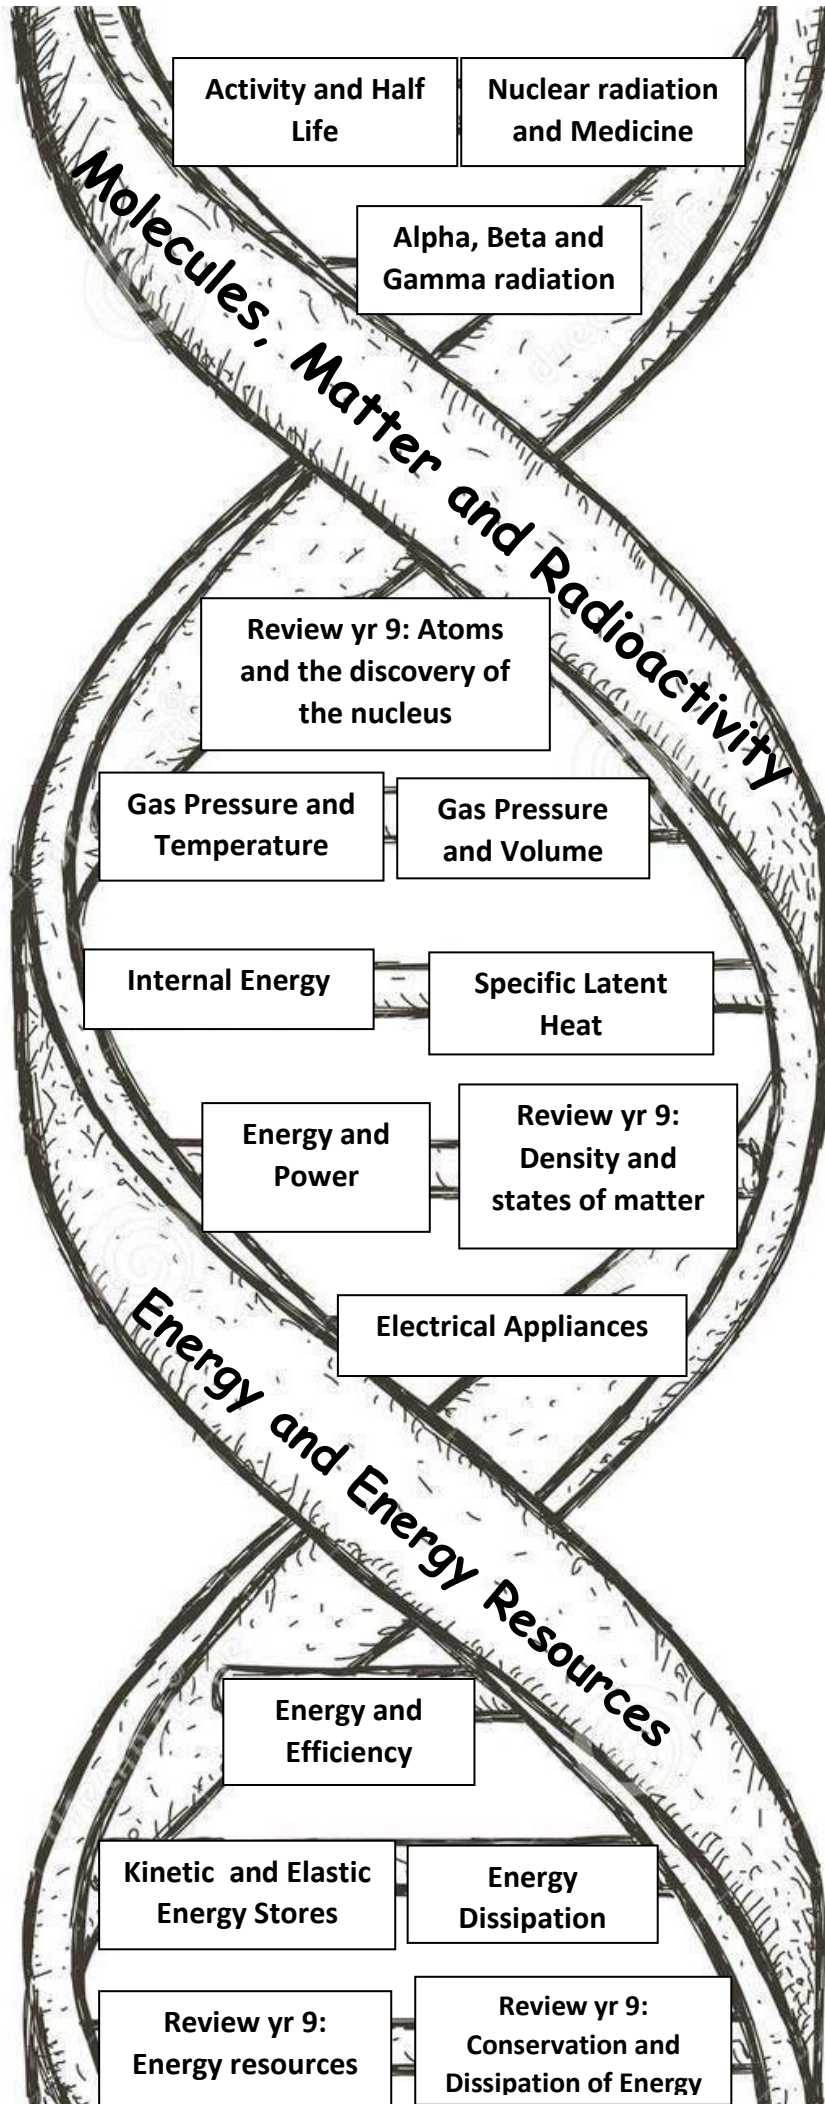 Activity and Half
Life
Nuclear radiation
and Medicine
Alpha, Beta and
Gamma radiation
Molecules, Matter and Radioactivity
Review yr 9: Atoms
and the discovery of
the nucleus
Gas Pressure and
Temperature
Gas Pressure
and Volume
Internal Energy
Specific Latent
Heat
Energy and
Power
Review yr 9:
Density and
states of matter
Electrical Appliances
Energy and Energy Resources
Energy and
Efficiency
Kinetic and Elastic
Energy Stores
Energy
Dissipation
Review yr 9:
Energy resources
Review yr 9:
Conservation and
Dissipation of Energy